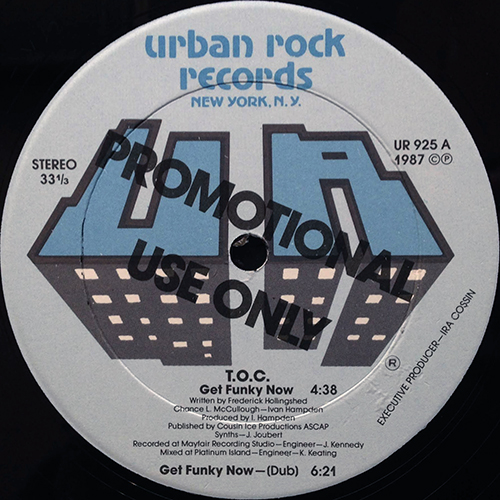 urban rock
records
NEW YORK, N.Y.
STEREO
33 1/3
UR 925 A
1987 ©℗
UR
PROMOTIONAL
USE ONLY
®
EXECUTIVE PRODUCER—IRA COSSIN
T.O.C.
Get Funky Now 4:38
Written by Frederick Hollingshed
Chance L. McCullough—Ivan Hampden
Produced by I. Hampden
Published by Cousin Ice Productions ASCAP
Synths—J. Joubert
Recorded at Mayfair Recording Studio—Engineer—J. Kennedy
Mixed at Platinum Island—Engineer—K. Keating
Get Funky Now—(Dub) 6:21